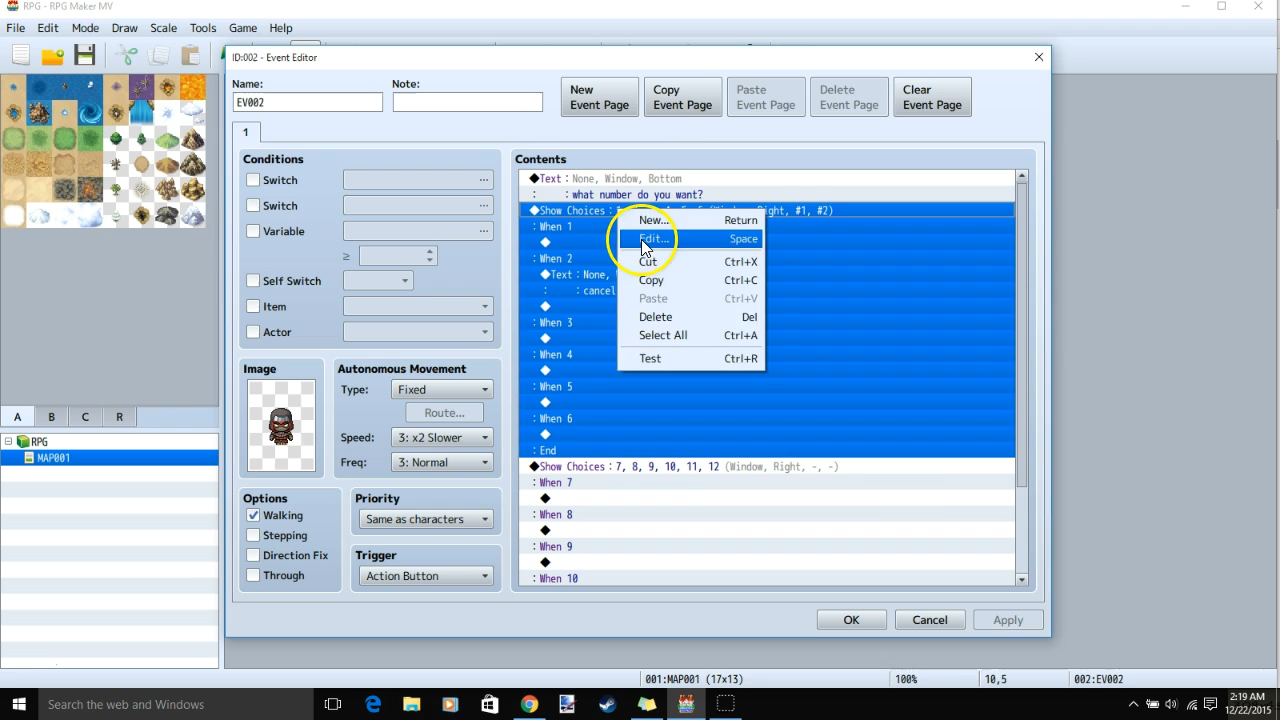 RPG - RPG Maker MV
File Edit Mode Draw Scale Tools Game Help
ID:002 - Event Editor
Name: Note:
EV002
New Event Page
Copy Event Page
Paste Event Page
Delete Event Page
Clear Event Page
1
Conditions
Switch ...
Switch ...
Variable ...
≥
Self Switch
Item
Actor
Image
Autonomous Movement
Type: Fixed
Route...
Speed: 3: x2 Slower
Freq: 3: Normal
Options
Walking
Stepping
Direction Fix
Through
Priority
Same as characters
Trigger
Action Button
Contents
◆Text：None, Window, Bottom
：　：what number do you want?
◆Show Choices：
ht, #1, #2)
：When 1
◆
：When 2
◆Text：None,
：　：cancel
◆
：When 3
◆
：When 4
◆
：When 5
◆
：When 6
◆
：End
◆Show Choices：7, 8, 9, 10, 11, 12 (Window, Right, -, -)
：When 7
◆
：When 8
◆
：When 9
◆
：When 10
New... Return
Edit... Space
Cut Ctrl+X
Copy Ctrl+C
Paste Ctrl+V
Delete Del
Select All Ctrl+A
Test Ctrl+R
OK Cancel Apply
A B C R
RPG
MAP001
001:MAP001 (17x13) 100% 10,5 002:EV002
Search the web and Windows
2:19 AM
12/22/2015